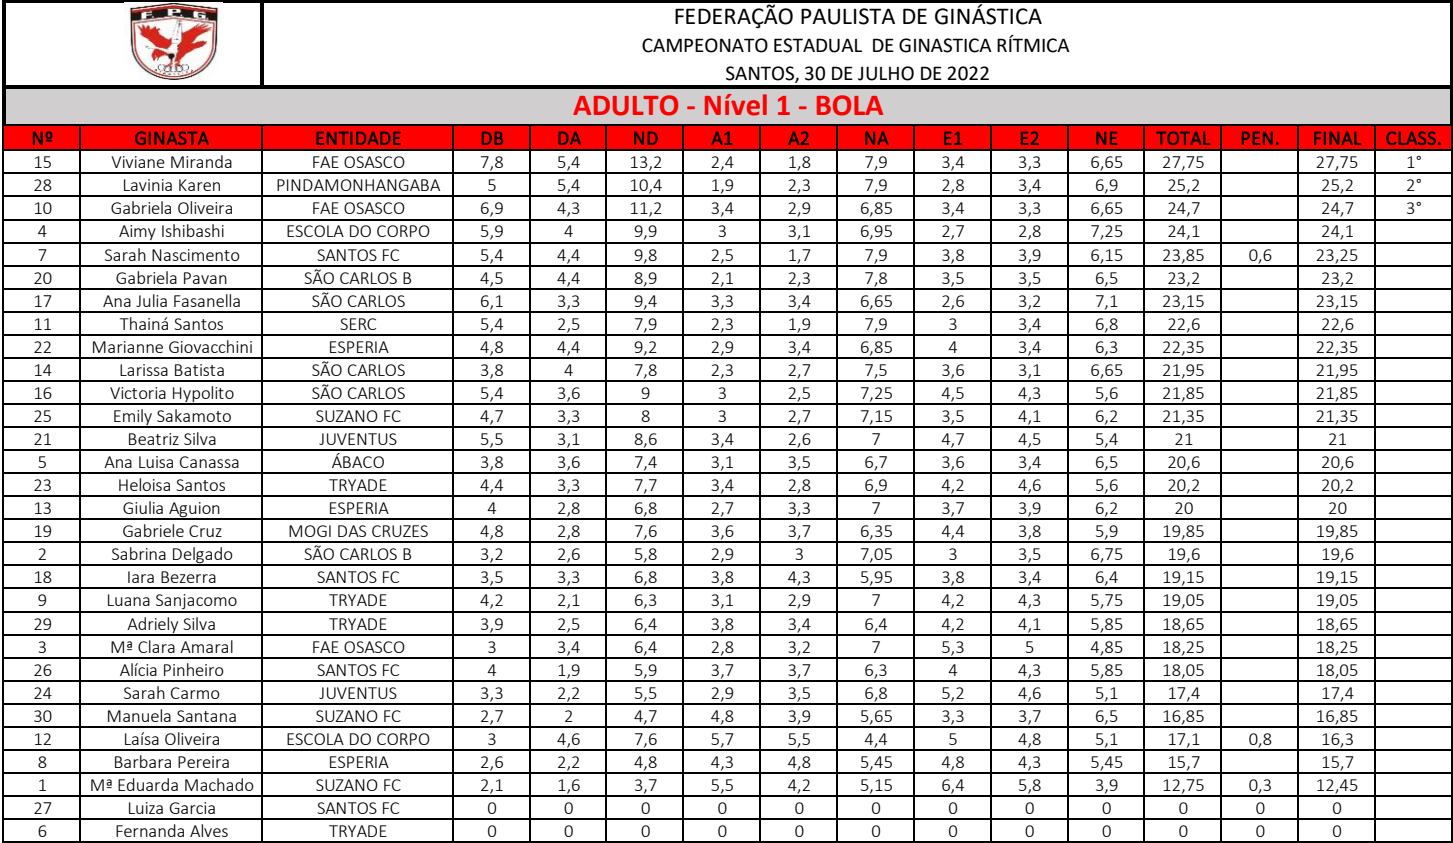 F.P.G
FEDERAÇÃO PAULISTA DE GINÁSTICA
CAMPEONATO ESTADUAL DE GINASTICA RÍTMICA
SANTOS, 30 DE JULHO DE 2022
ADULTO - Nível 1 - BOLA
Nº GINASTA ENTIDADE DB DA ND A1 A2 NA E1 E2 NE TOTAL PEN. FINAL CLASS.
15 Viviane Miranda FAE OSASCO 7,8 5,4 13,2 2,4 1,8 7,9 3,4 3,3 6,65 27,75 27,75 1°
28 Lavinia Karen PINDAMONHANGABA 5 5,4 10,4 1,9 2,3 7,9 2,8 3,4 6,9 25,2 25,2 2°
10 Gabriela Oliveira FAE OSASCO 6,9 4,3 11,2 3,4 2,9 6,85 3,4 3,3 6,65 24,7 24,7 3°
4 Aimy Ishibashi ESCOLA DO CORPO 5,9 4 9,9 3 3,1 6,95 2,7 2,8 7,25 24,1 24,1
7 Sarah Nascimento SANTOS FC 5,4 4,4 9,8 2,5 1,7 7,9 3,8 3,9 6,15 23,85 0,6 23,25
20 Gabriela Pavan SÃO CARLOS B 4,5 4,4 8,9 2,1 2,3 7,8 3,5 3,5 6,5 23,2 23,2
17 Ana Julia Fasanella SÃO CARLOS 6,1 3,3 9,4 3,3 3,4 6,65 2,6 3,2 7,1 23,15 23,15
11 Thainá Santos SERC 5,4 2,5 7,9 2,3 1,9 7,9 3 3,4 6,8 22,6 22,6
22 Marianne Giovacchini ESPERIA 4,8 4,4 9,2 2,9 3,4 6,85 4 3,4 6,3 22,35 22,35
14 Larissa Batista SÃO CARLOS 3,8 4 7,8 2,3 2,7 7,5 3,6 3,1 6,65 21,95 21,95
16 Victoria Hypolito SÃO CARLOS 5,4 3,6 9 3 2,5 7,25 4,5 4,3 5,6 21,85 21,85
25 Emily Sakamoto SUZANO FC 4,7 3,3 8 3 2,7 7,15 3,5 4,1 6,2 21,35 21,35
21 Beatriz Silva JUVENTUS 5,5 3,1 8,6 3,4 2,6 7 4,7 4,5 5,4 21 21
5 Ana Luisa Canassa ÁBACO 3,8 3,6 7,4 3,1 3,5 6,7 3,6 3,4 6,5 20,6 20,6
23 Heloisa Santos TRYADE 4,4 3,3 7,7 3,4 2,8 6,9 4,2 4,6 5,6 20,2 20,2
13 Giulia Aguion ESPERIA 4 2,8 6,8 2,7 3,3 7 3,7 3,9 6,2 20 20
19 Gabriele Cruz MOGI DAS CRUZES 4,8 2,8 7,6 3,6 3,7 6,35 4,4 3,8 5,9 19,85 19,85
2 Sabrina Delgado SÃO CARLOS B 3,2 2,6 5,8 2,9 3 7,05 3 3,5 6,75 19,6 19,6
18 Iara Bezerra SANTOS FC 3,5 3,3 6,8 3,8 4,3 5,95 3,8 3,4 6,4 19,15 19,15
9 Luana Sanjacomo TRYADE 4,2 2,1 6,3 3,1 2,9 7 4,2 4,3 5,75 19,05 19,05
29 Adriely Silva TRYADE 3,9 2,5 6,4 3,8 3,4 6,4 4,2 4,1 5,85 18,65 18,65
3 Mª Clara Amaral FAE OSASCO 3 3,4 6,4 2,8 3,2 7 5,3 5 4,85 18,25 18,25
26 Alícia Pinheiro SANTOS FC 4 1,9 5,9 3,7 3,7 6,3 4 4,3 5,85 18,05 18,05
24 Sarah Carmo JUVENTUS 3,3 2,2 5,5 2,9 3,5 6,8 5,2 4,6 5,1 17,4 17,4
30 Manuela Santana SUZANO FC 2,7 2 4,7 4,8 3,9 5,65 3,3 3,7 6,5 16,85 16,85
12 Laísa Oliveira ESCOLA DO CORPO 3 4,6 7,6 5,7 5,5 4,4 5 4,8 5,1 17,1 0,8 16,3
8 Barbara Pereira ESPERIA 2,6 2,2 4,8 4,3 4,8 5,45 4,8 4,3 5,45 15,7 15,7
1 Mª Eduarda Machado SUZANO FC 2,1 1,6 3,7 5,5 4,2 5,15 6,4 5,8 3,9 12,75 0,3 12,45
27 Luiza Garcia SANTOS FC 0 0 0 0 0 0 0 0 0 0 0 0
6 Fernanda Alves TRYADE 0 0 0 0 0 0 0 0 0 0 0 0